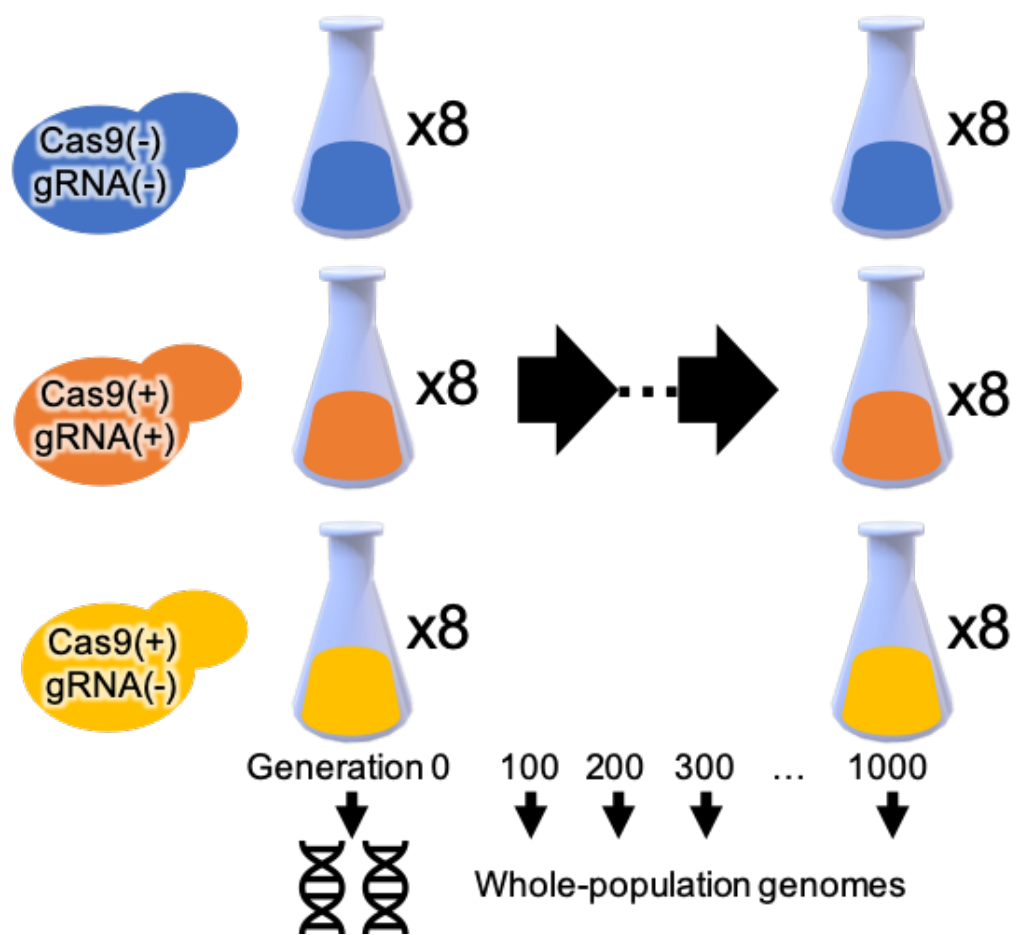 Cas9(-)
gRNA(-)
x8
x8
Cas9(+)
gRNA(+)
x8
...
x8
Cas9(+)
gRNA(-)
x8
x8
Generation 0 100 200 300 ... 1000
Whole-population genomes